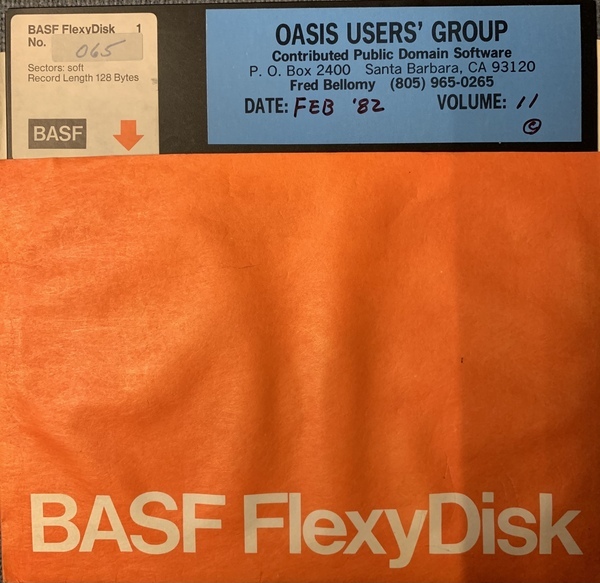 BASF FlexyDisk 1
No. 065
Sectors: soft
Record Length 128 Bytes
BASF
OASIS USERS' GROUP
Contributed Public Domain Software
P. O. Box 2400 Santa Barbara, CA 93120
Fred Bellomy (805) 965-0265
DATE: FEB '82 VOLUME: 11
©
BASF FlexyDisk